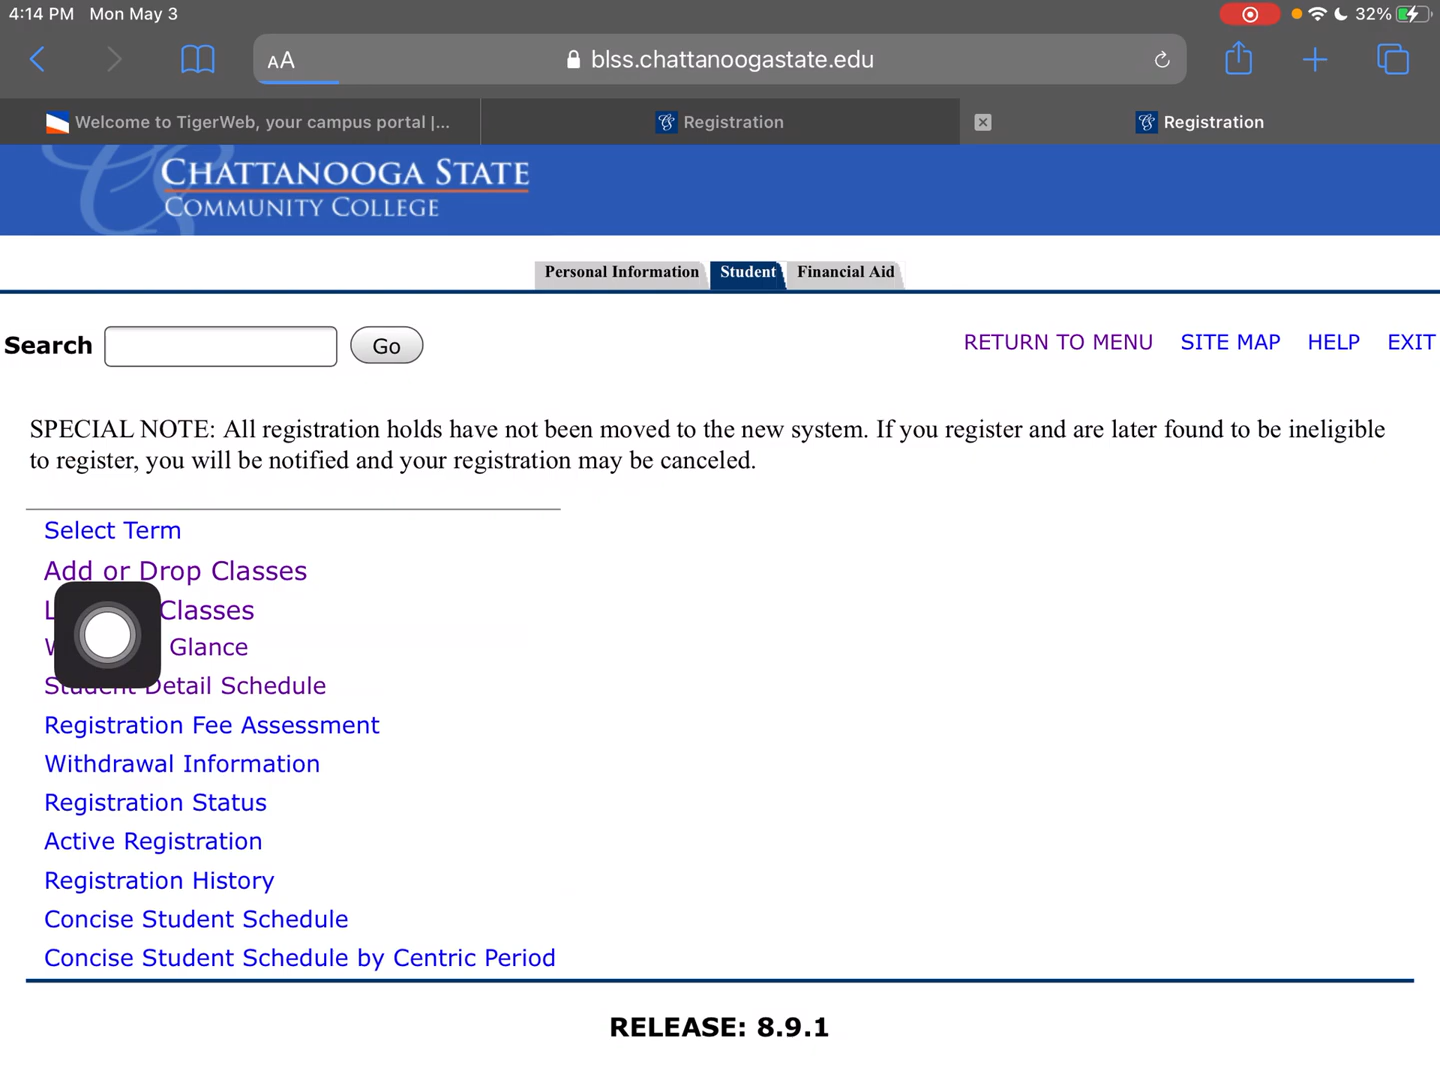 4:14 PM Mon May 3
32%
AA
blss.chattanoogastate.edu
Welcome to TigerWeb, your campus portal |...
Registration
Registration
CHATTANOOGA STATE
COMMUNITY COLLEGE
Personal Information
Student
Financial Aid
Search
Go
RETURN TO MENU
SITE MAP
HELP
EXIT
SPECIAL NOTE: All registration holds have not been moved to the new system. If you register and are later found to be ineligible
to register, you will be notified and your registration may be canceled.
Select Term
Add or Drop Classes
Classes
Glance
Student Detail Schedule
Registration Fee Assessment
Withdrawal Information
Registration Status
Active Registration
Registration History
Concise Student Schedule
Concise Student Schedule by Centric Period
RELEASE: 8.9.1